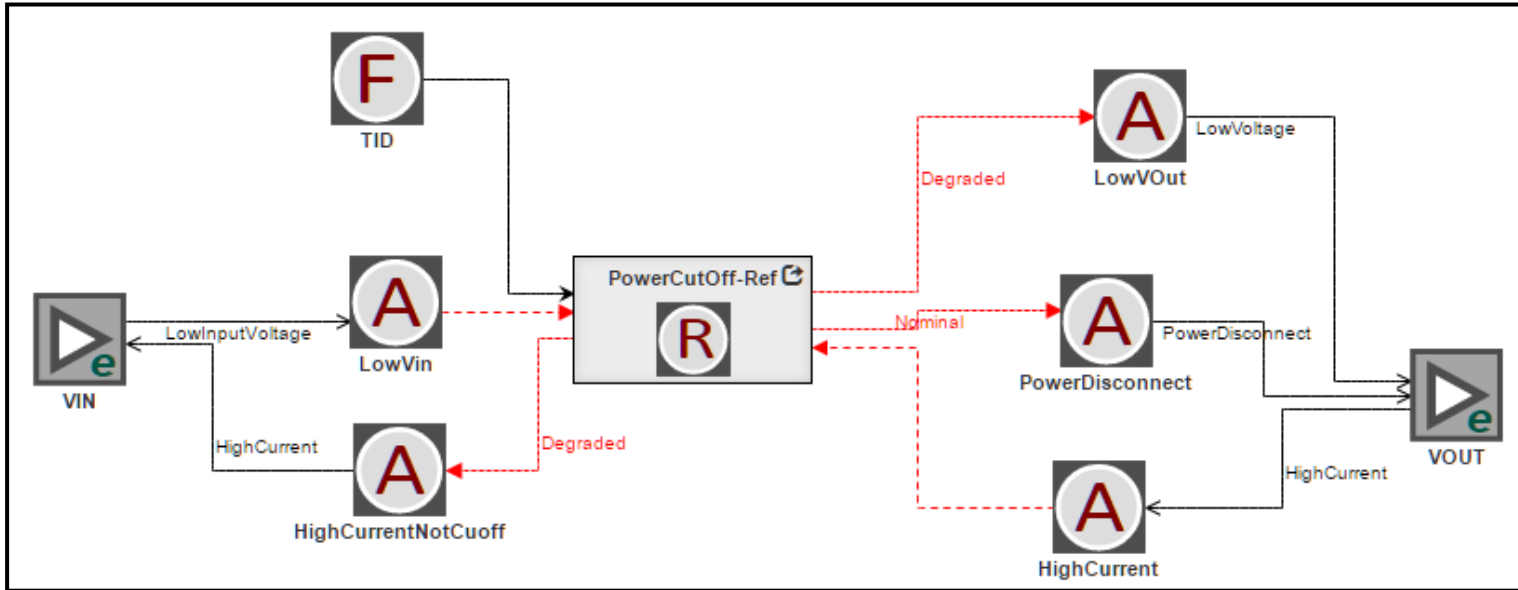 F
TID
A
LowVoltage
LowVOut
Degraded
PowerCutOff-Ref
R
A
LowInputVoltage
LowVin
e
VIN
Nominal
A
PowerDisconnect
PowerDisconnect
e
VOUT
HighCurrent
A
Degraded
HighCurrentNotCuoff
HighCurrent
A
HighCurrent